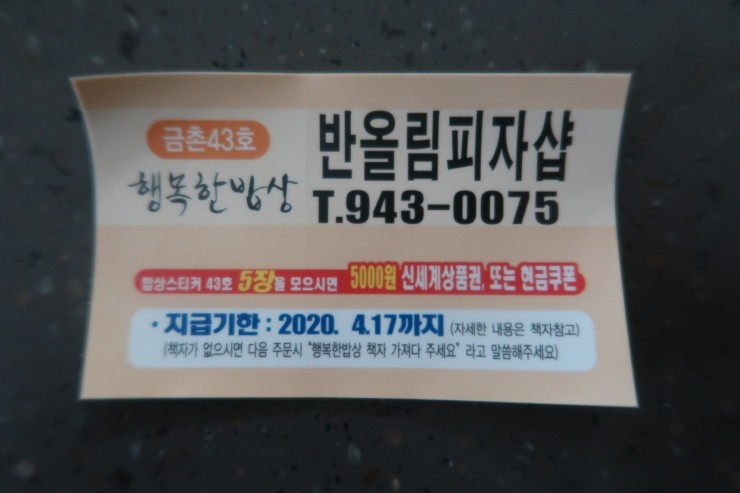 금촌43호
행복한밥상
반올림피자샵
T.943-0075
밥상스티커 43호 5장을 모으시면 5000원 신세계상품권, 또는 현금쿠폰
· 지급기한 : 2020. 4.17까지 (자세한 내용은 책자참고)
(책자가 없으시면 다음 주문시 "행복한밥상 책자 가져다 주세요" 라고 말씀해주세요)